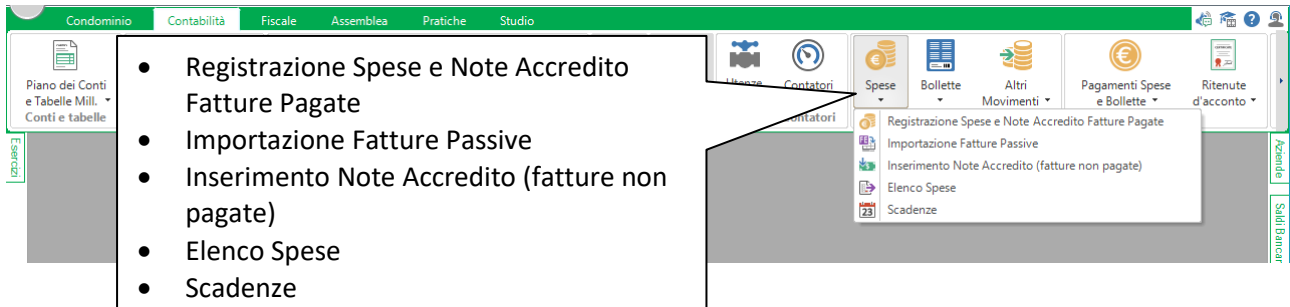 Condominio Contabilità Fiscale Assemblea Pratiche Studio
Piano dei Conti
e Tabelle Mill.
Conti e tabelle
• Registrazione Spese e Note Accredito
Fatture Pagate
• Importazione Fatture Passive
• Inserimento Note Accredito (fatture non
pagate)
• Elenco Spese
• Scadenze
Utenze Contatori
Spese
Bollette
Altri
Movimenti
Pagamenti Spese
e Bollette
Ritenute
d'acconto
Registrazione Spese e Note Accredito Fatture Pagate
Importazione Fatture Passive
Inserimento Note Accredito (fatture non pagate)
Elenco Spese
23 Scadenze
Esercizi
Aziende
Saldi Bancar